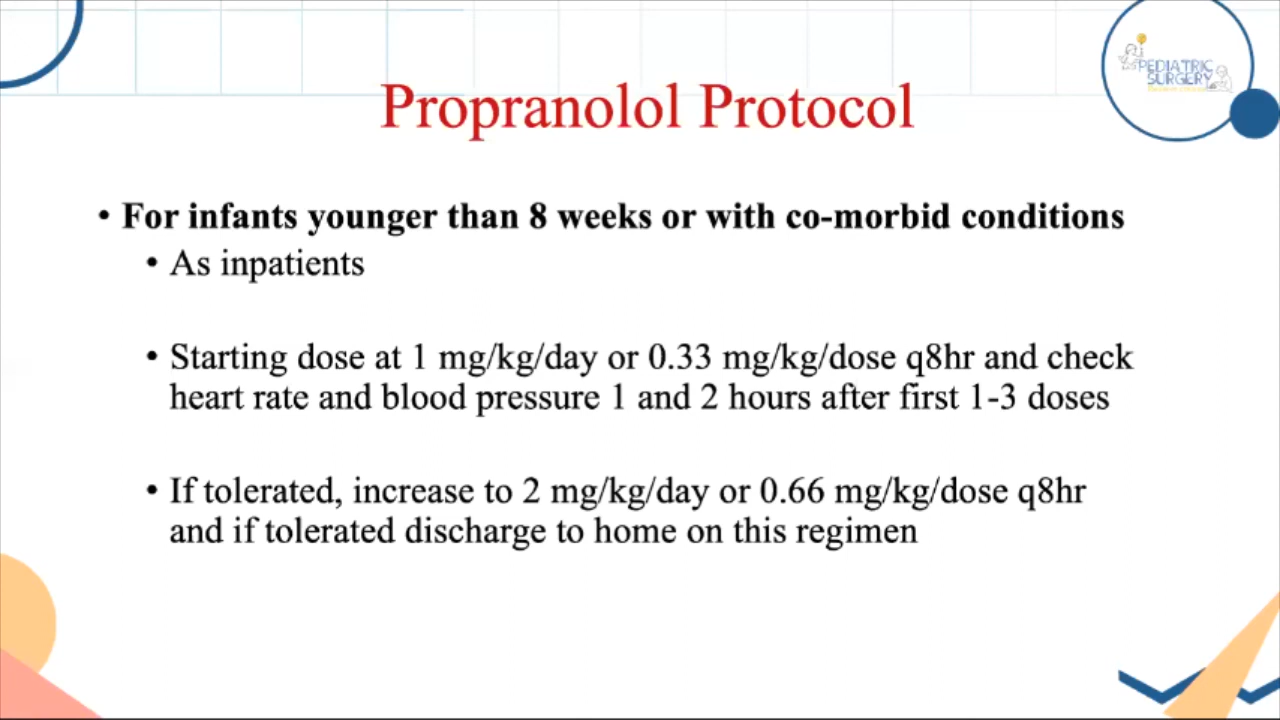 PEDIATRIC
SURGERY
Propranolol Protocol
• For infants younger than 8 weeks or with co-morbid conditions
• As inpatients
• Starting dose at 1 mg/kg/day or 0.33 mg/kg/dose q8hr and check
heart rate and blood pressure 1 and 2 hours after first 1-3 doses
• If tolerated, increase to 2 mg/kg/day or 0.66 mg/kg/dose q8hr
and if tolerated discharge to home on this regimen